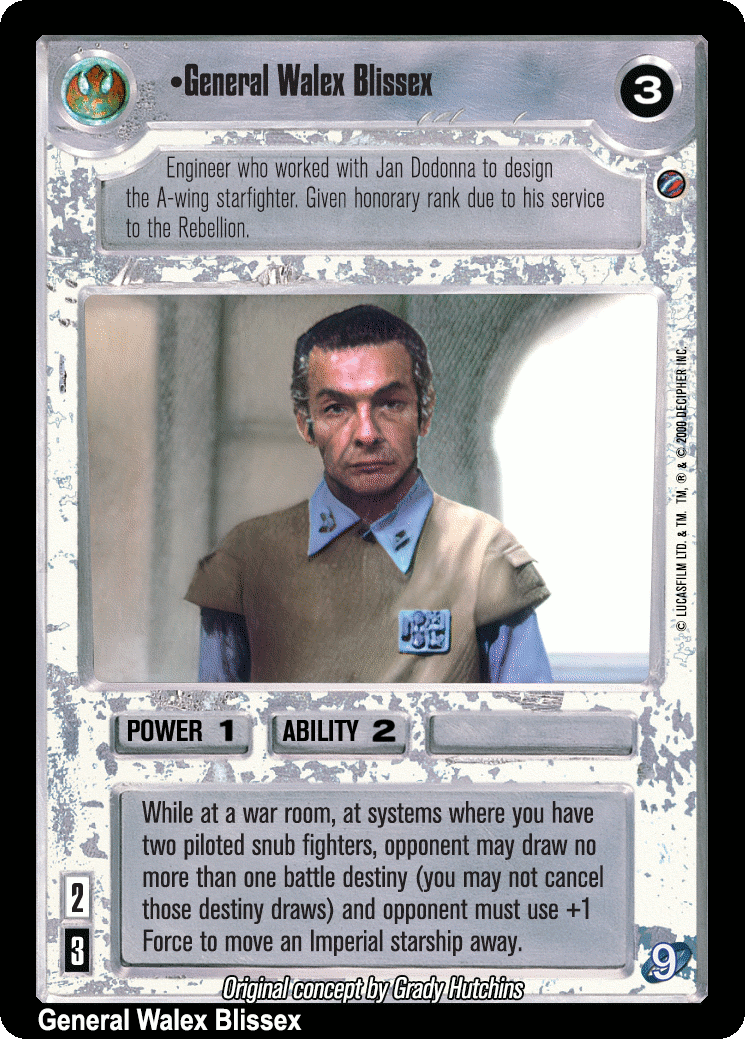 •General Walex Blissex
3
Engineer who worked with Jan Dodonna to design
the A-wing starfighter. Given honorary rank due to his service
to the Rebellion.
© LUCASFILM LTD. & TM. TM, ® & © 2000 DECIPHER INC.
POWER 1 ABILITY 2
While at a war room, at systems where you have
two piloted snub fighters, opponent may draw no
more than one battle destiny (you may not cancel
those destiny draws) and opponent must use +1
Force to move an Imperial starship away.
2
3
9
Original concept by Grady Hutchins
General Walex Blissex